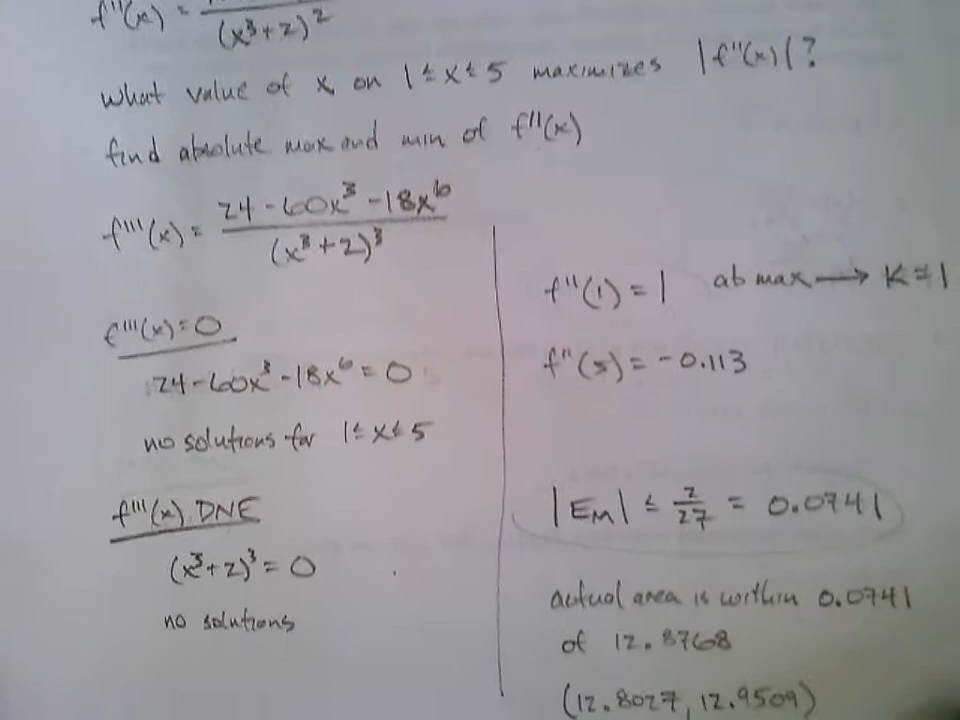 f''(x) =
(x³+2)²
what value of x, on 1 ≤ x ≤ 5 maximizes |f''(x)|?
find absolute max and min of f''(x)
f'''(x) = 24 - 60x³ - 18x⁶
(x³+2)³
f'''(x) = 0
24 - 60x³ - 18x⁶ = 0
no solutions for 1 ≤ x ≤ 5
f'''(x) DNE
(x³+2)³ = 0
no solutions
f''(1) = 1 ab max → K = 1
f''(5) = -0.113
|E_M| ≤ 2/27 = 0.0741
actual area is within 0.0741
of 12.8768
(12.8027, 12.9509)